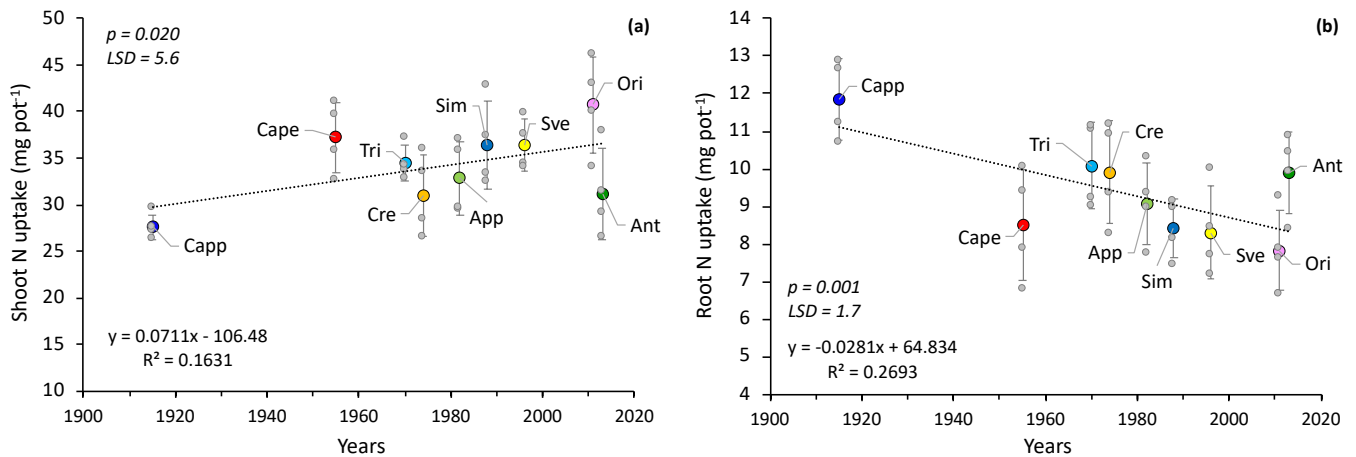 (a)
p = 0.020
LSD = 5.6
Shoot N uptake (mg pot⁻¹)
50
45
40
35
30
25
20
15
10
Capp
Cape
Tri
Cre
App
Sim
Sve
Ori
Ant
y = 0.0711x - 106.48
R² = 0.1631
1900 1920 1940 1960 1980 2000 2020
Years
(b)
Root N uptake (mg pot⁻¹)
14
13
12
11
10
9
8
7
6
5
4
Capp
Cape
Tri
Cre
App
Sim
Sve
Ori
Ant
p = 0.001
LSD = 1.7
y = -0.0281x + 64.834
R² = 0.2693
1900 1920 1940 1960 1980 2000 2020
Years